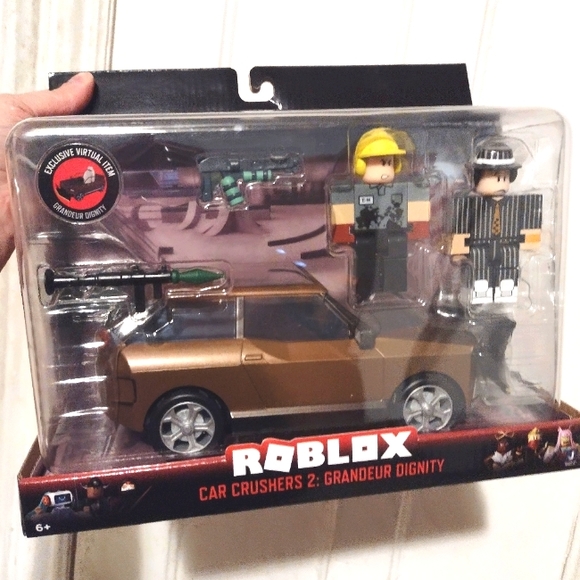 EXCLUSIVE VIRTUAL ITEM
GRANDEUR DIGNITY
ROBLOX
CAR CRUSHERS 2: GRANDEUR DIGNITY
6+